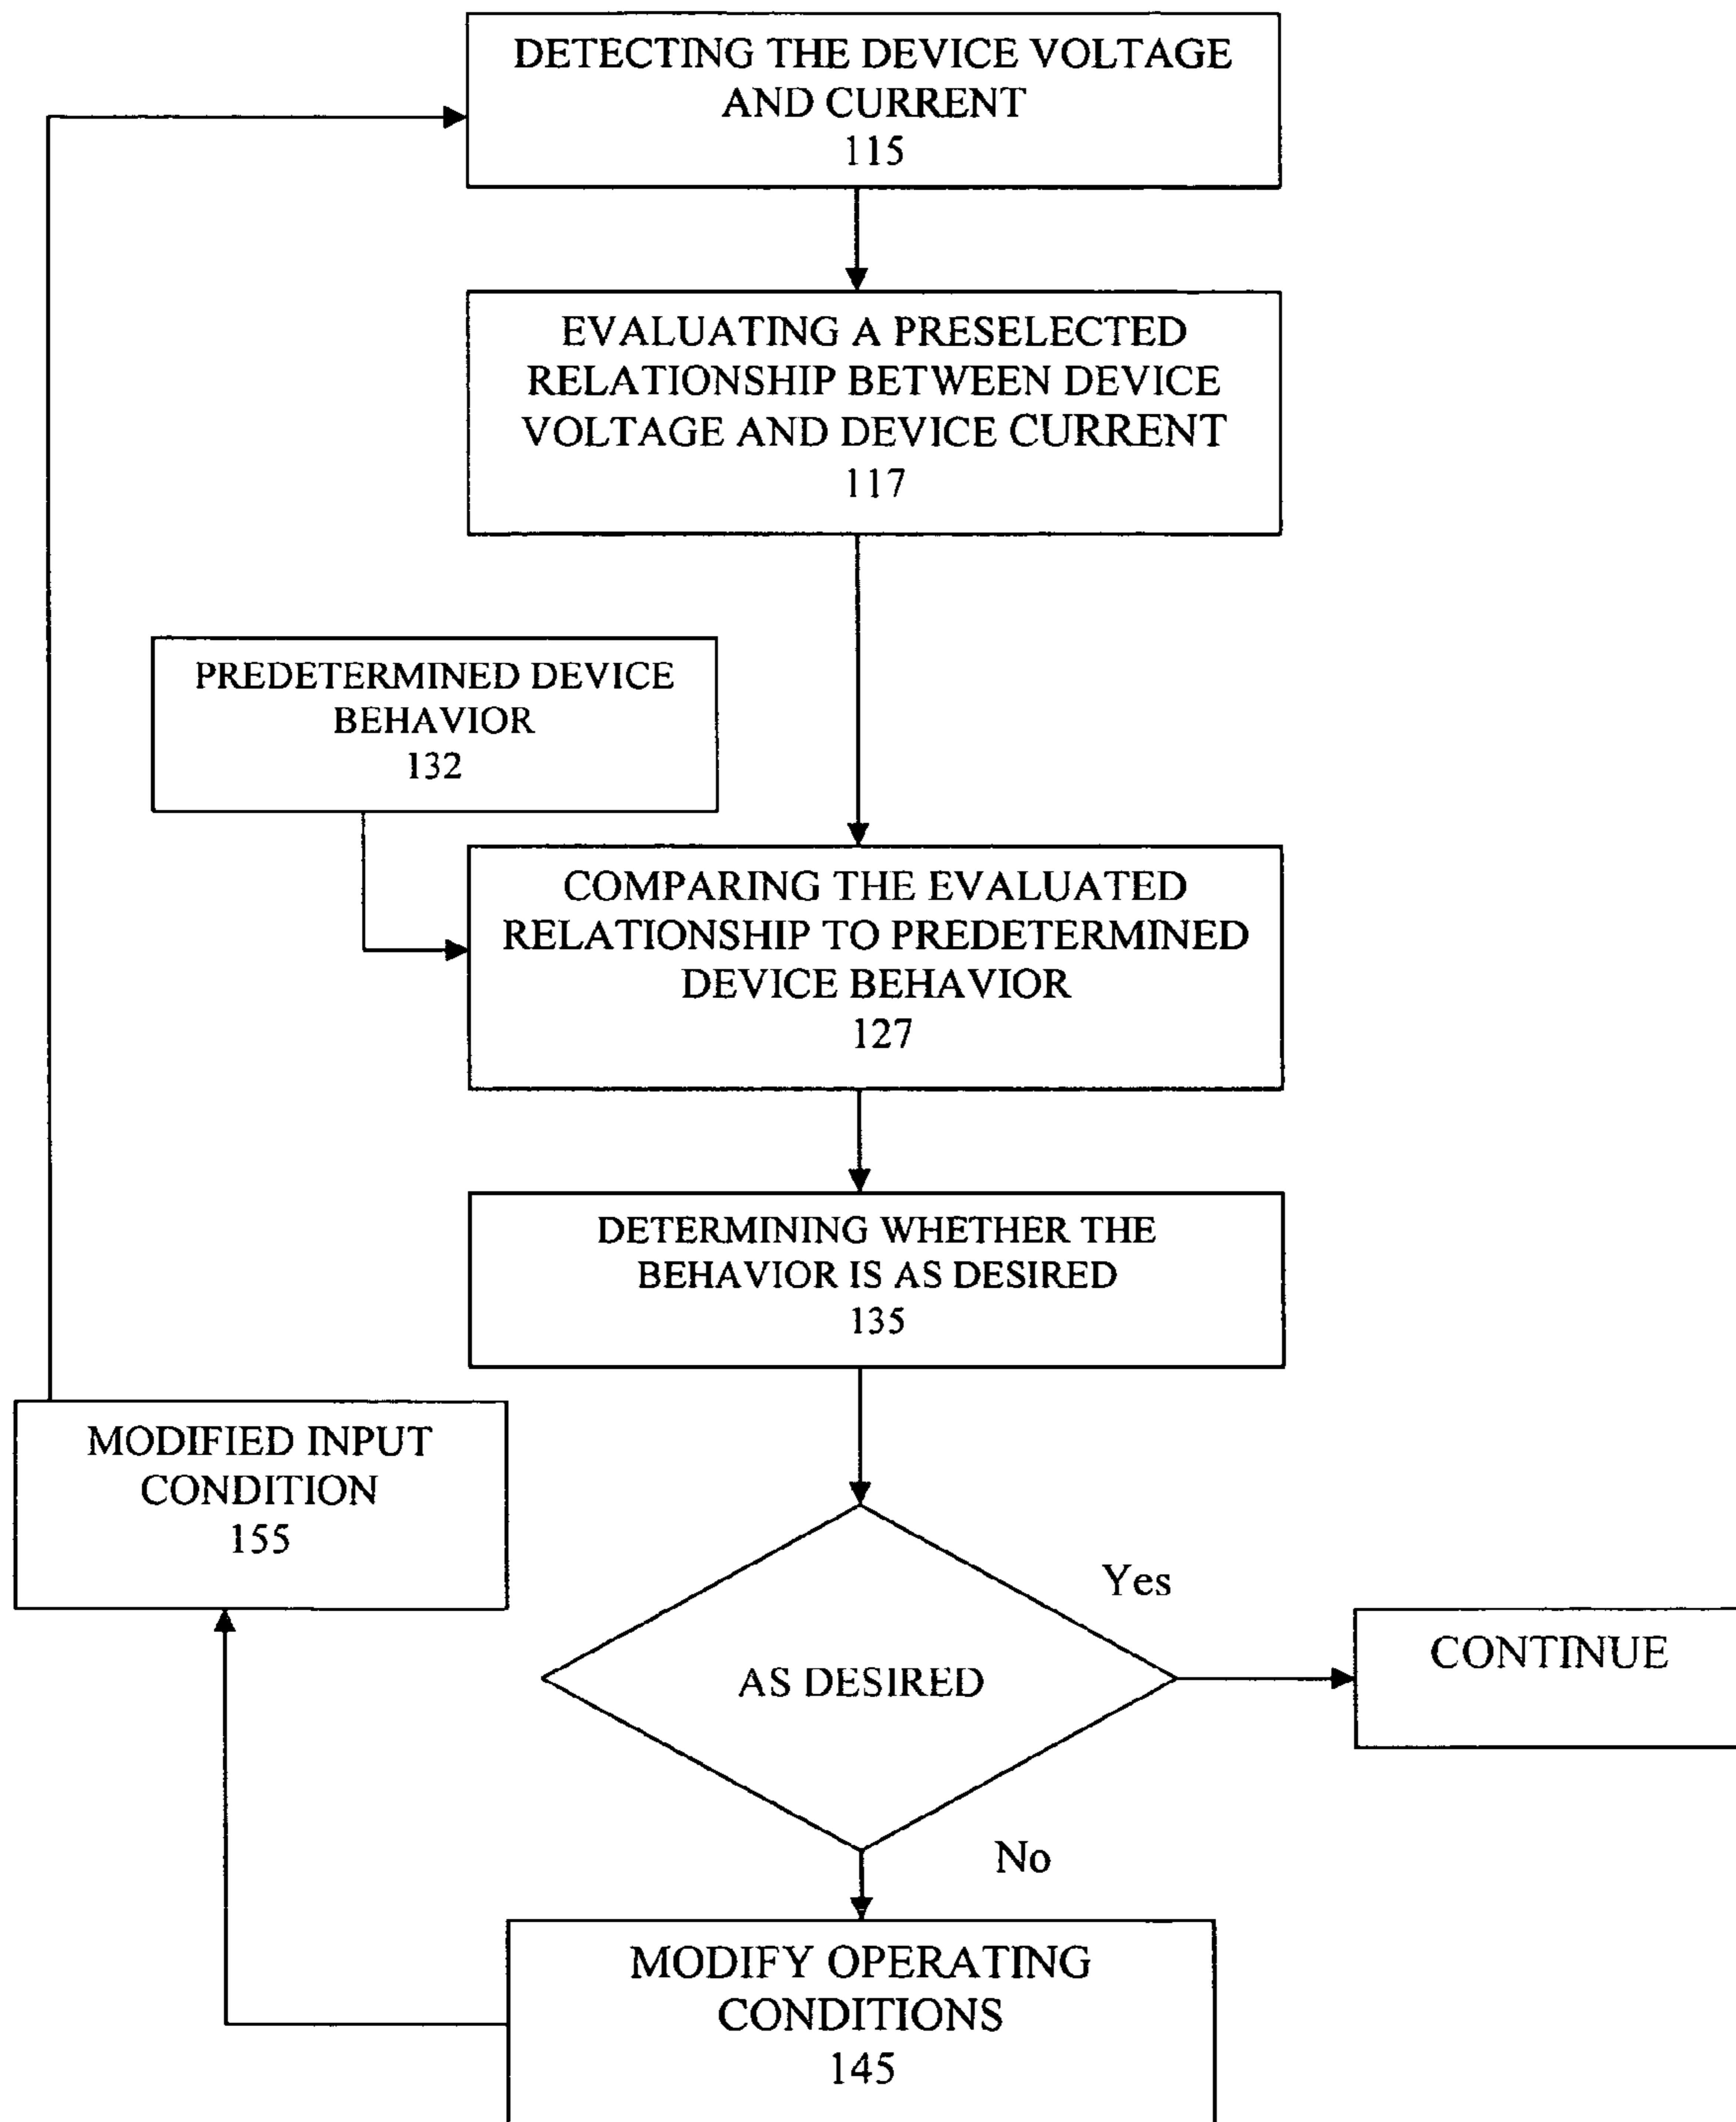 DETECTING THE DEVICE VOLTAGE
AND CURRENT
115
EVALUATING A PRESELECTED
RELATIONSHIP BETWEEN DEVICE
VOLTAGE AND DEVICE CURRENT
117
PREDETERMINED DEVICE
BEHAVIOR
132
COMPARING THE EVALUATED
RELATIONSHIP TO PREDETERMINED
DEVICE BEHAVIOR
127
DETERMINING WHETHER THE
BEHAVIOR IS AS DESIRED
135
MODIFIED INPUT
CONDITION
155
Yes
CONTINUE
AS DESIRED
No
MODIFY OPERATING
CONDITIONS
145